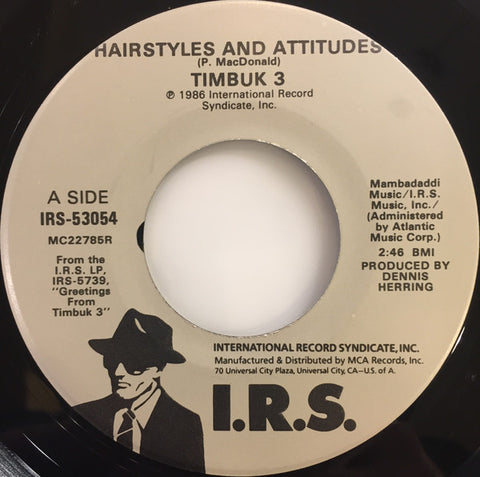 HAIRSTYLES AND ATTITUDES
(P. MacDonald)
TIMBUK 3
℗ 1986 International Record
Syndicate, Inc.
A SIDE
IRS-53054
MC22785R
From the
I.R.S. LP,
IRS-5739,
"Greetings
From
Timbuk 3"
Mambadaddi
Music/I.R.S.
Music, Inc./
(Administered
by Atlantic
Music Corp.)
2:46 BMI
PRODUCED BY
DENNIS
HERRING
INTERNATIONAL RECORD SYNDICATE, INC.
Manufactured & Distributed by MCA Records, Inc.
70 Universal City Plaza, Universal City, CA-U.S. of A.
I.R.S.